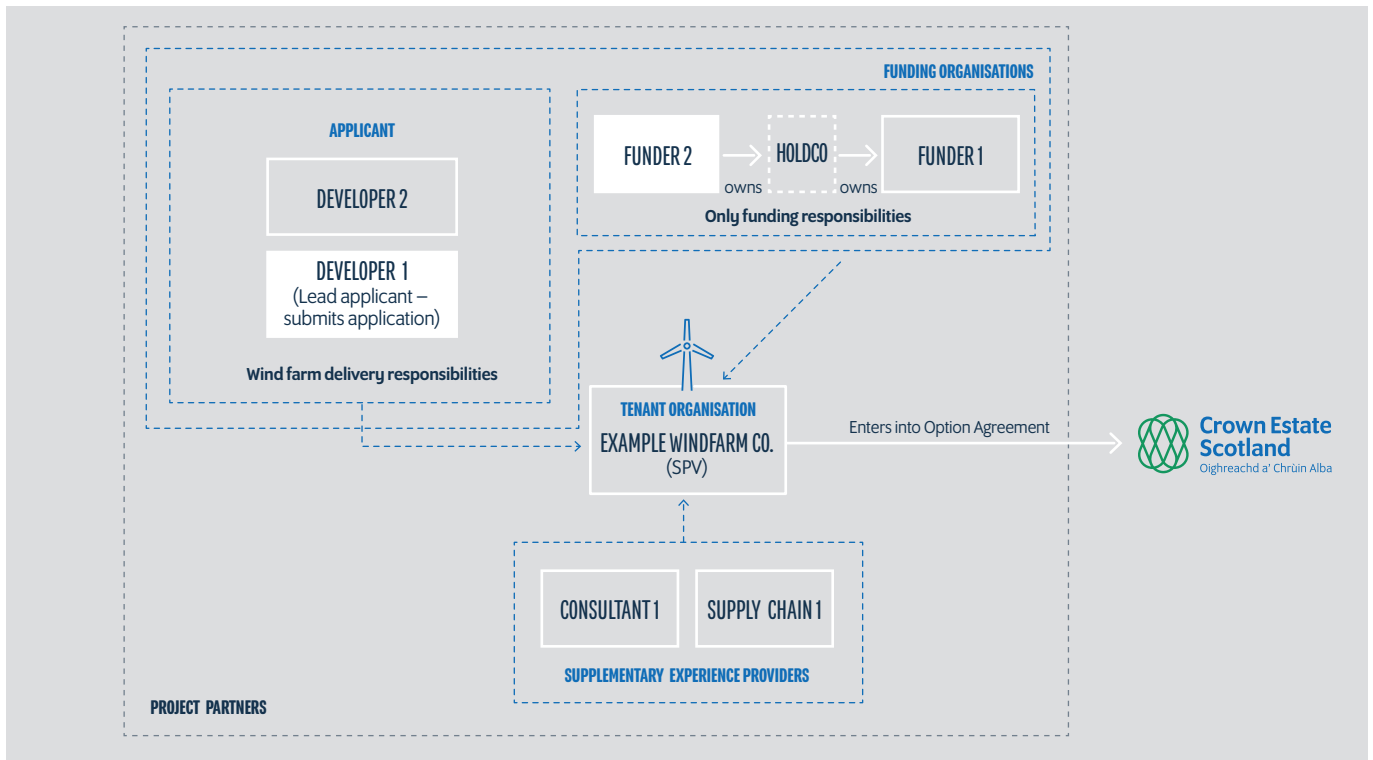 FUNDING ORGANISATIONS
APPLICANT
DEVELOPER 2
DEVELOPER 1
(Lead applicant –
submits application)
Wind farm delivery responsibilities
FUNDER 2
owns
HOLDCO
owns
FUNDER 1
Only funding responsibilities
TENANT ORGANISATION
EXAMPLE WINDFARM CO.
(SPV)
Enters into Option Agreement
Crown Estate
Scotland
Oighreachd a' Chrùin Alba
CONSULTANT 1
SUPPLY CHAIN 1
SUPPLEMENTARY EXPERIENCE PROVIDERS
PROJECT PARTNERS